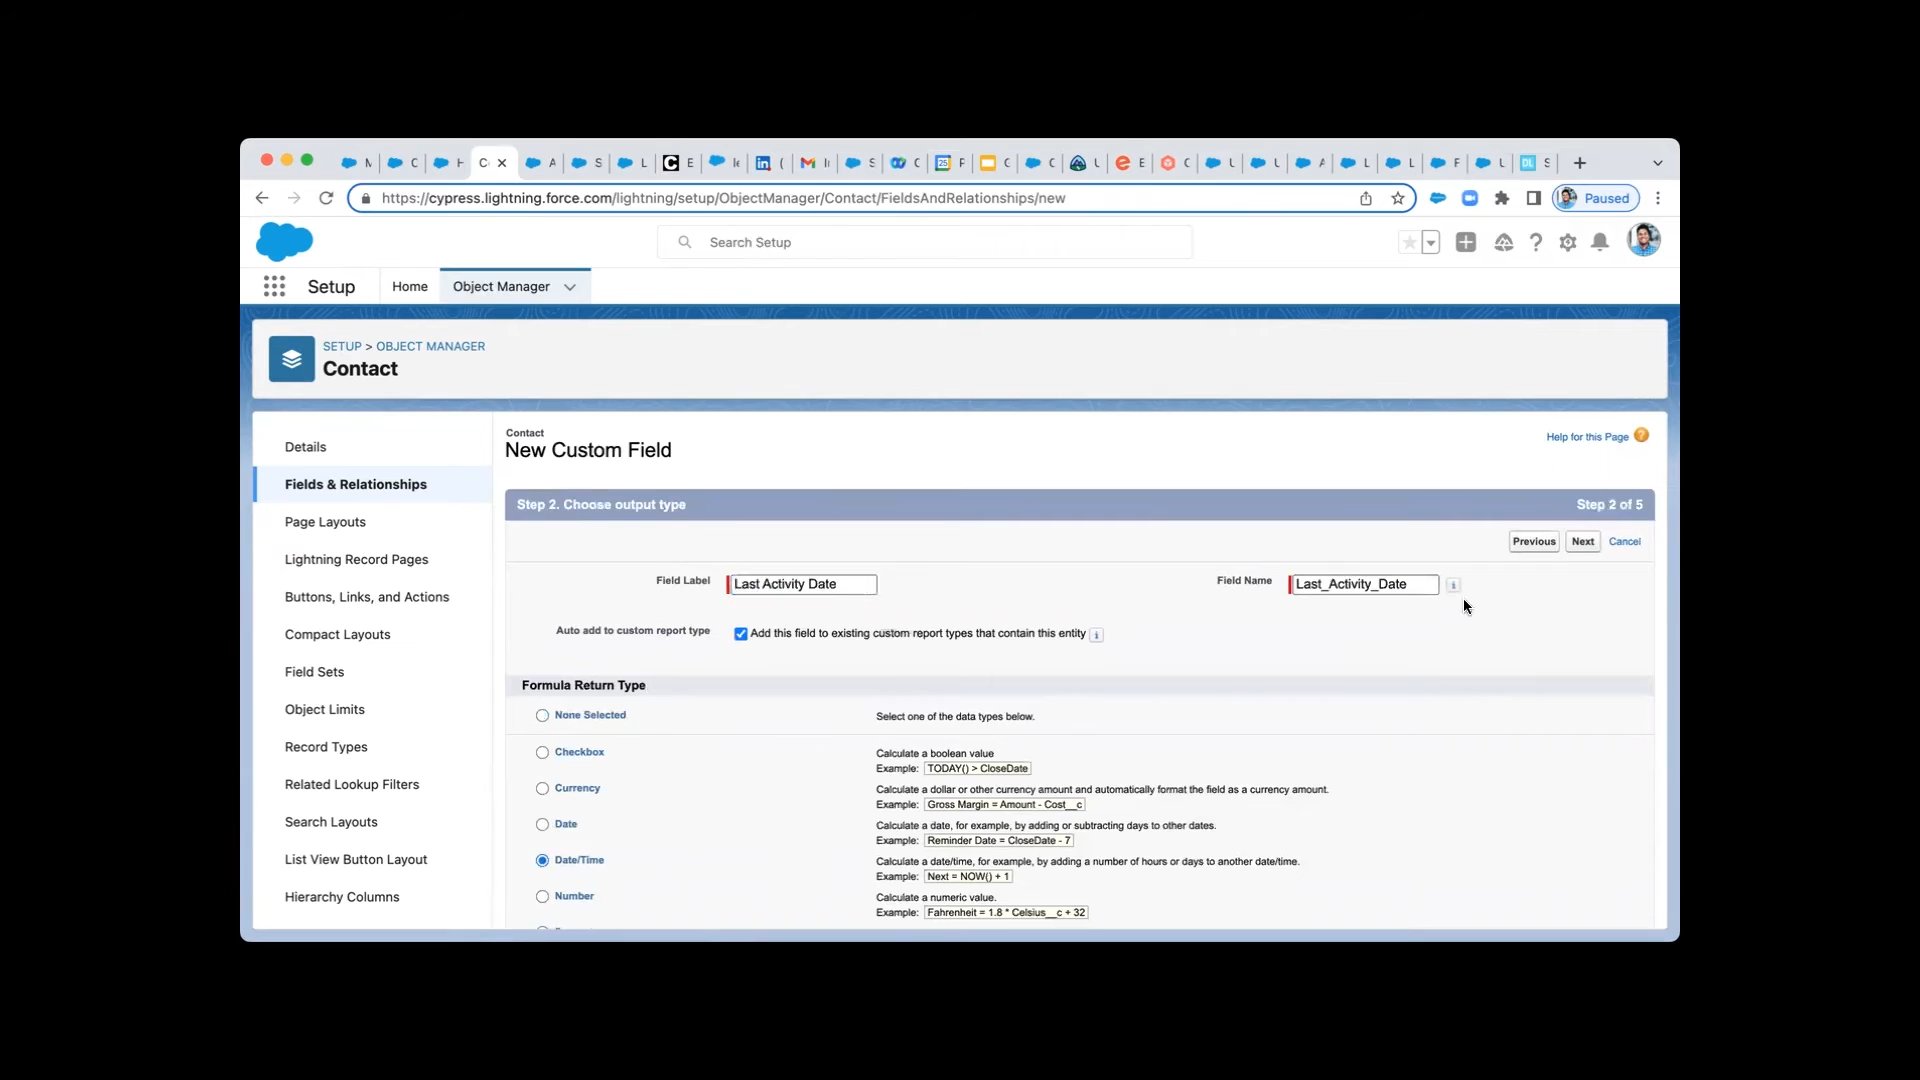 M C H C A S L C E le ( I S C 25 F C C U E C U L A L L F L DL S
https://cypress.lightning.force.com/lightning/setup/ObjectManager/Contact/FieldsAndRelationships/new
Paused
Search Setup
Setup Home Object Manager
SETUP > OBJECT MANAGER
Contact
Details
Fields & Relationships
Page Layouts
Lightning Record Pages
Buttons, Links, and Actions
Compact Layouts
Field Sets
Object Limits
Record Types
Related Lookup Filters
Search Layouts
List View Button Layout
Hierarchy Columns
Contact
New Custom Field
Help for this Page ?
Step 2. Choose output type Step 2 of 5
Previous Next Cancel
Field Label Last Activity Date Field Name Last_Activity_Date i
Auto add to custom report type Add this field to existing custom report types that contain this entity i
Formula Return Type
None Selected Select one of the data types below.
Checkbox Calculate a boolean value
Example: TODAY() > CloseDate
Currency Calculate a dollar or other currency amount and automatically format the field as a currency amount.
Example: Gross Margin = Amount - Cost__c
Date Calculate a date, for example, by adding or subtracting days to other dates.
Example: Reminder Date = CloseDate - 7
Date/Time Calculate a date/time, for example, by adding a number of hours or days to another date/time.
Example: Next = NOW() + 1
Number Calculate a numeric value.
Example: Fahrenheit = 1.8 * Celsius__c + 32